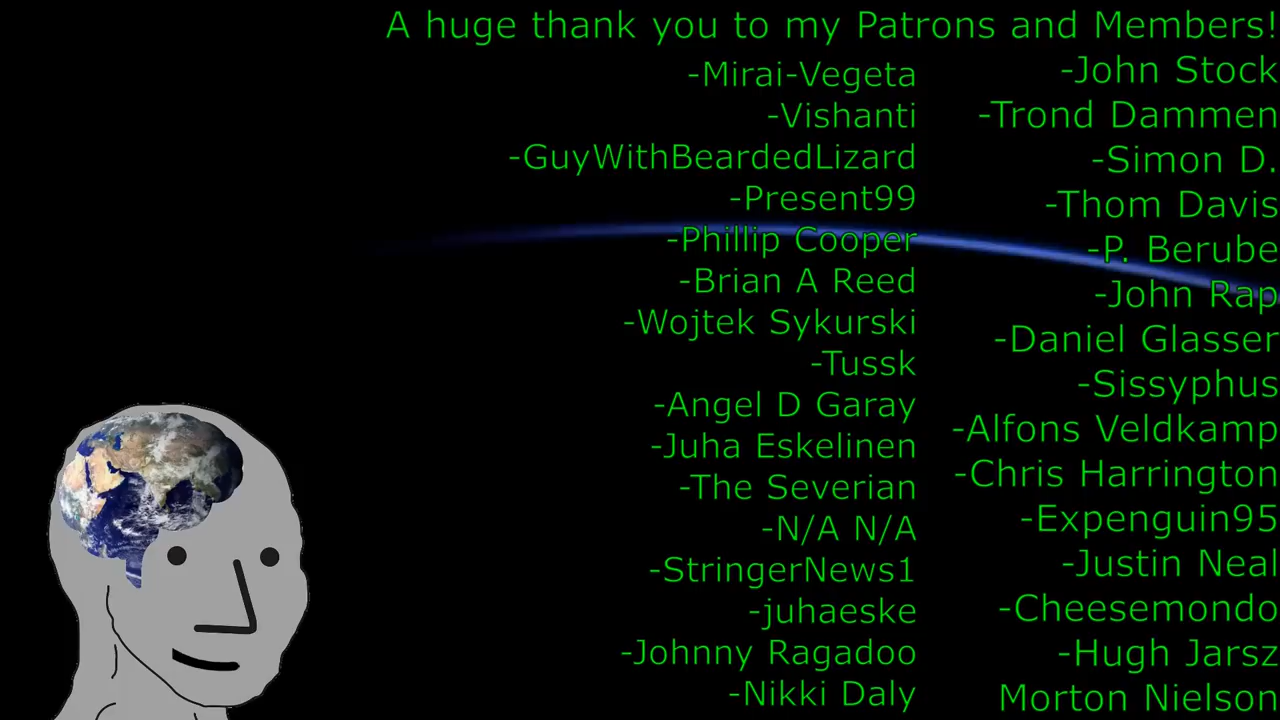 A huge thank you to my Patrons and Members!
-Mirai-Vegeta
-Vishanti
-GuyWithBeardedLizard
-Present99
-Phillip Cooper
-Brian A Reed
-Wojtek Sykurski
-Tussk
-Angel D Garay
-Juha Eskelinen
-The Severian
-N/A N/A
-StringerNews1
-juhaeske
-Johnny Ragadoo
-Nikki Daly
-John Stock
-Trond Dammen
-Simon D.
-Thom Davis
-P. Berube
-John Rap
-Daniel Glasser
-Sissyphus
-Alfons Veldkamp
-Chris Harrington
-Expenguin95
-Justin Neal
-Cheesemondo
-Hugh Jarsz
Morton Nielson